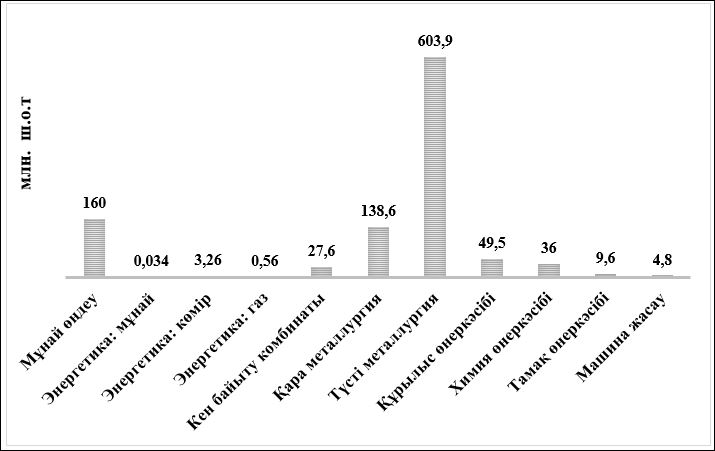 млн. ш.о.т
160
0,034
3,26
0,56
27,6
138,6
603,9
49,5
36
9,6
4,8
Мұнай өңдеу
Энергетика: мұнай
Энергетика: көмір
Энергетика: газ
Кен байыту комбинаты
Қара металлургия
Түсті металлургия
Құрылыс өнеркәсібі
Химия өнеркәсібі
Тамақ өнеркәсібі
Машина жасау